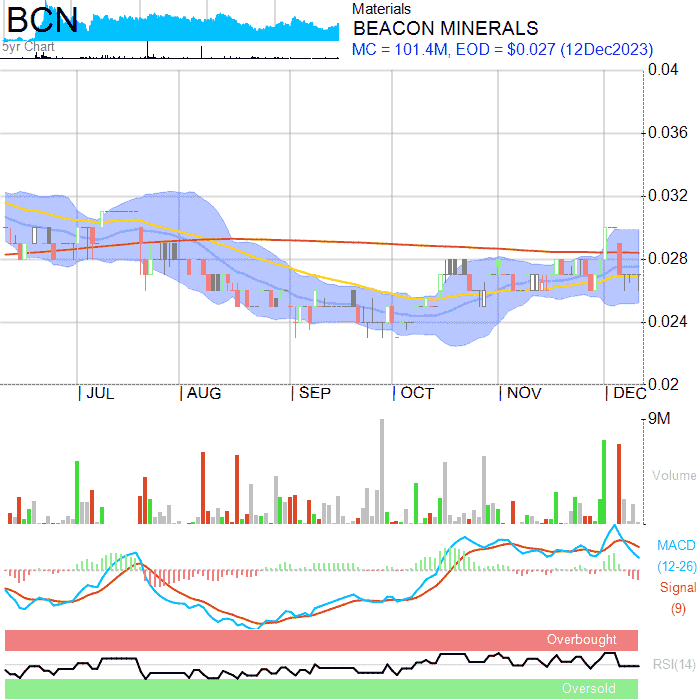 BCN
5yr Chart
Materials
BEACON MINERALS
MC = 101.4M, EOD = $0.027 (12Dec2023)
0.04
0.036
0.032
0.028
0.024
0.02
JUL
AUG
SEP
OCT
NOV
DEC
9M
Volume
MACD
(12-26)
Signal
(9)
Overbought
RSI(14)
Oversold